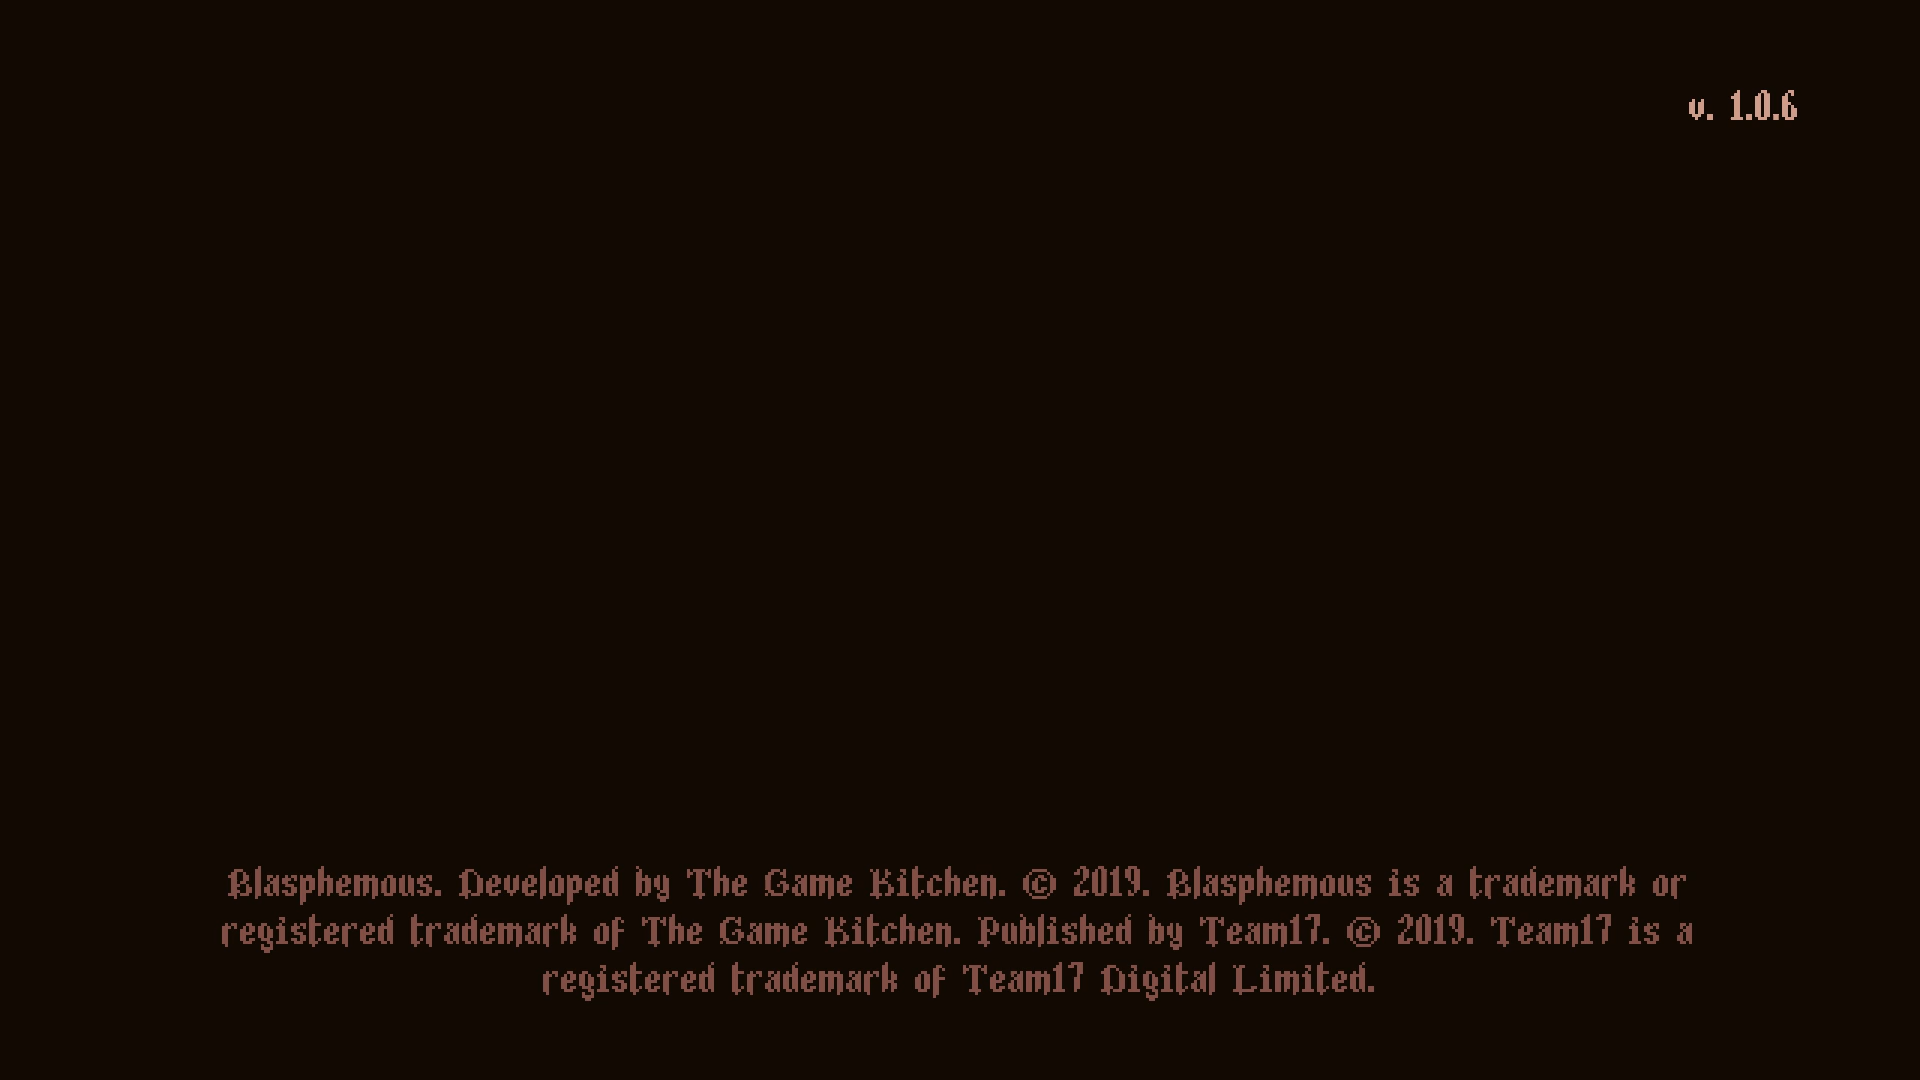 v. 1.0.6
Blasphemous. Developed by The Game Kitchen. © 2019. Blasphemous is a trademark or
registered trademark of The Game Kitchen. Published by Team17. © 2019. Team17 is a
registered trademark of Team17 Digital Limited.